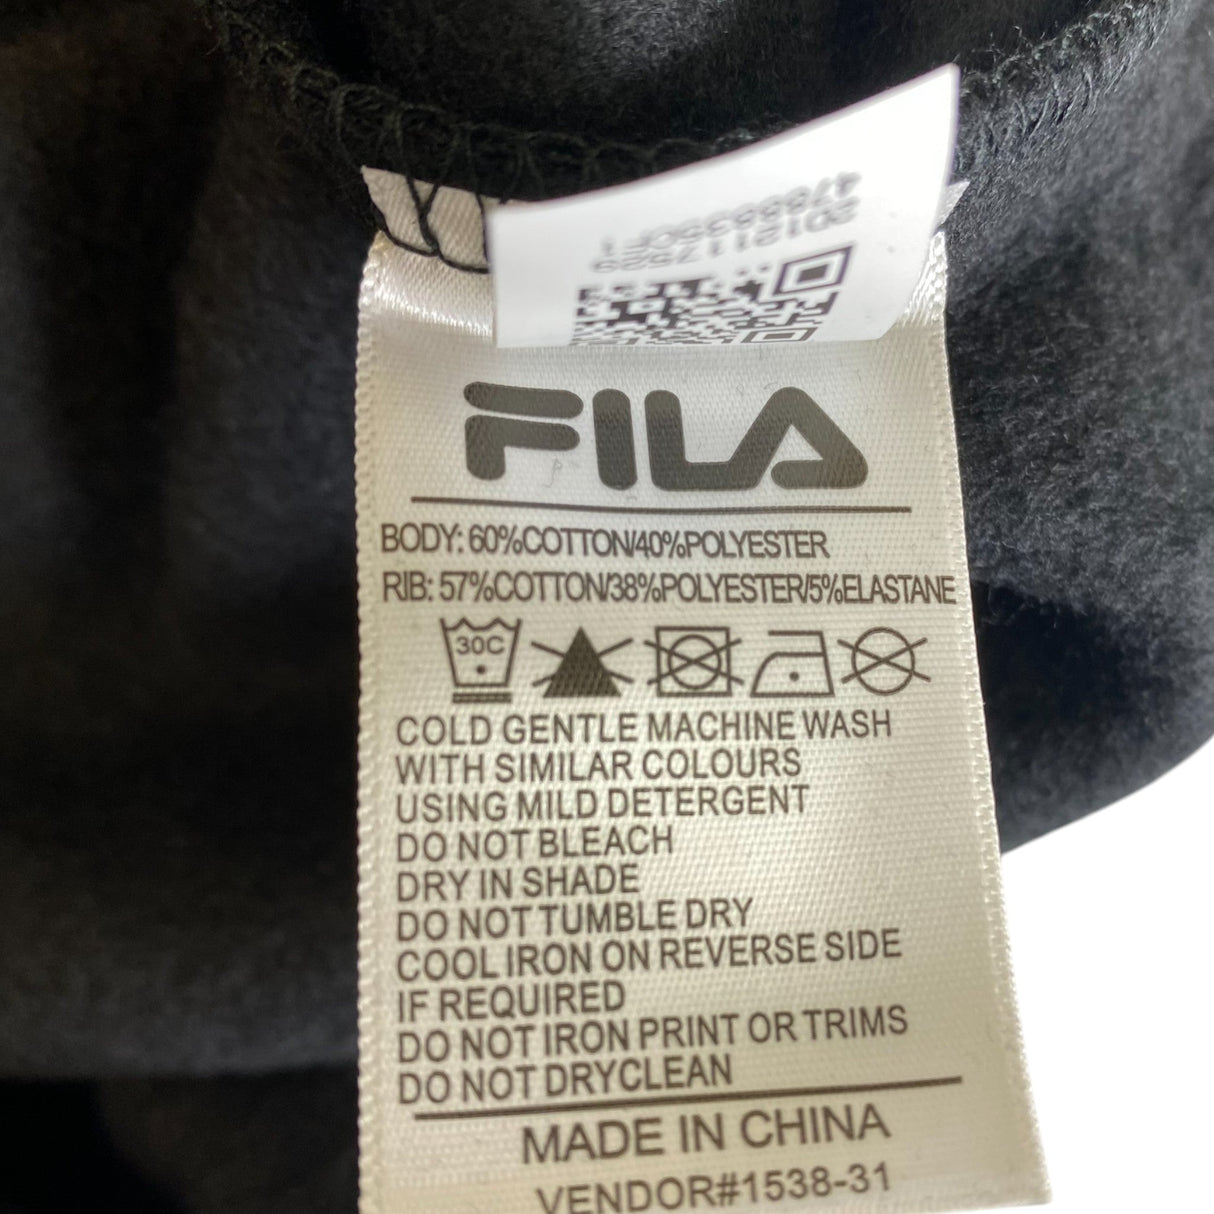 2D12117529
FILA
BODY: 60%COTTON/40%POLYESTER
RIB: 57%COTTON/38%POLYESTER/5%ELASTANE
30C
COLD GENTLE MACHINE WASH
WITH SIMILAR COLOURS
USING MILD DETERGENT
DO NOT BLEACH
DRY IN SHADE
DO NOT TUMBLE DRY
COOL IRON ON REVERSE SIDE
IF REQUIRED
DO NOT IRON PRINT OR TRIMS
DO NOT DRYCLEAN
MADE IN CHINA
VENDOR#1538-31